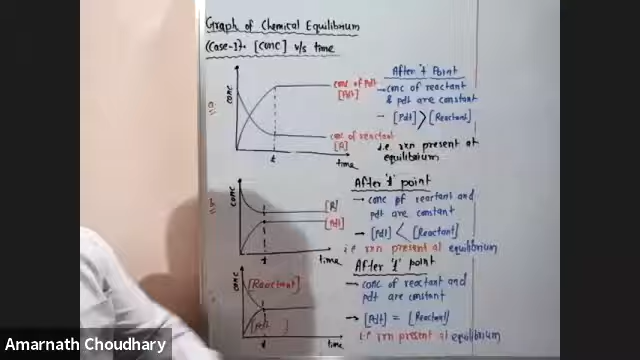 Graph of Chemical Equilibrium
(Case-1)• [conc] v/s time
conc
conc of Pdt
[Pdt]
conc of reactant
[R]
t
time
After 't' Point
→ conc of reactant
& pdt are constant
→ [Pdt] > [Reactant]
i.e rxn present at
equilibrium
conc
[R]
[Pdt]
t
time
After 't' point
→ conc of reactant and
pdt are constant
→ [Pdt] < [Reactant]
i.e rxn present at equilibrium
conc
[Reactant]
[Pdt ]
t
time
After 't' point
→ conc of reactant and
pdt are constant
→ [Pdt] = [Reactant]
i.e rxn present at equilibrium
Amarnath Choudhary